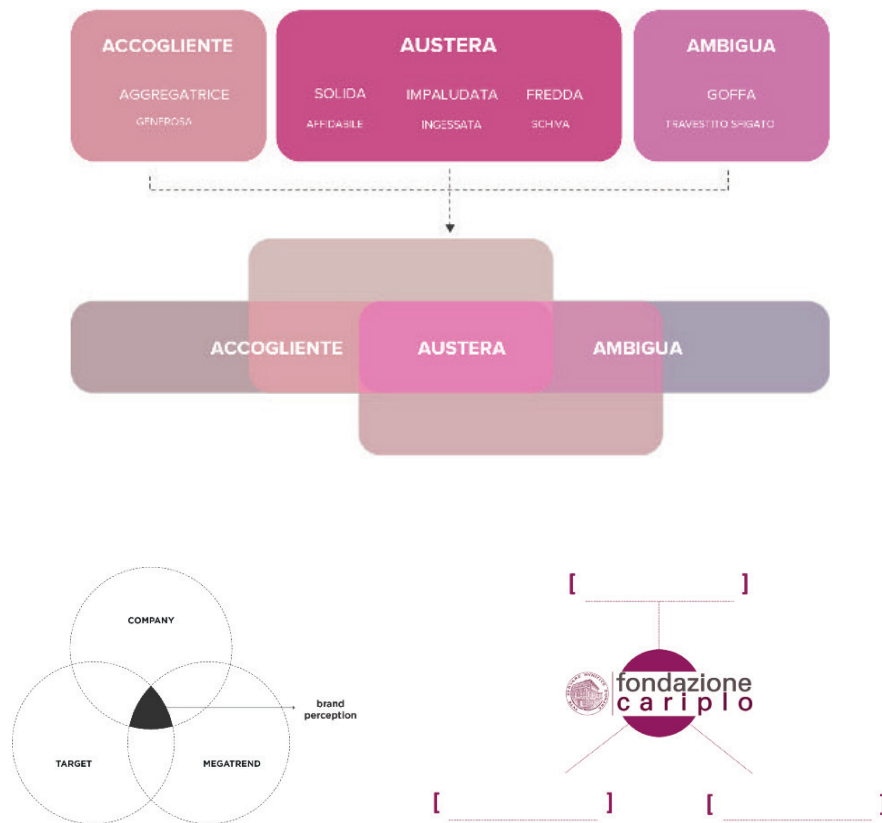 ACCOGLIENTE
AGGREGATRICE
GENEROSA
AUSTERA
SOLIDA IMPALUDATA FREDDA
AFFIDABILE INGESSATA SCHIVA
AMBIGUA
GOFFA
TRAVESTITO SFIGATO
ACCOGLIENTE AUSTERA AMBIGUA
COMPANY
TARGET
MEGATREND
brand
perception
[ ]
fondazione
cariplo
[ ] [ ]